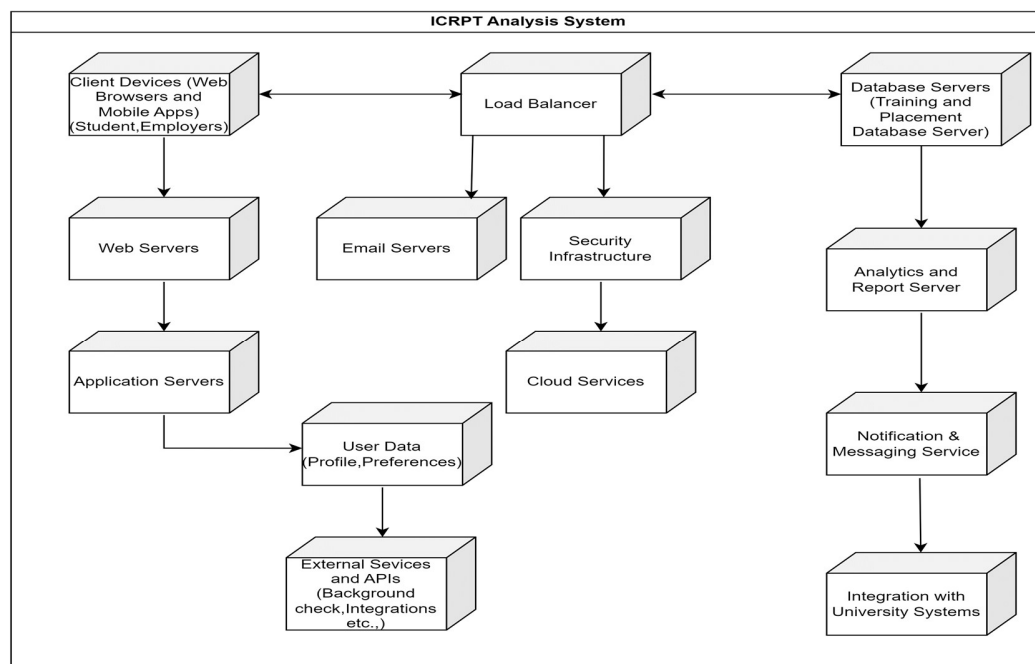 ICRPT Analysis System
Client Devices (Web
Browsers and
Mobile Apps)
(Student,Employers)
Load Balancer
Database Servers
(Training and
Placement
Database Server)
Web Servers
Email Servers
Security
Infrastructure
Analytics and
Report Server
Application Servers
Cloud Services
User Data
(Profile,Preferences)
Notification &
Messaging Service
External Sevices
and APIs
(Background
check,Integrations
etc.,)
Integration with
University Systems